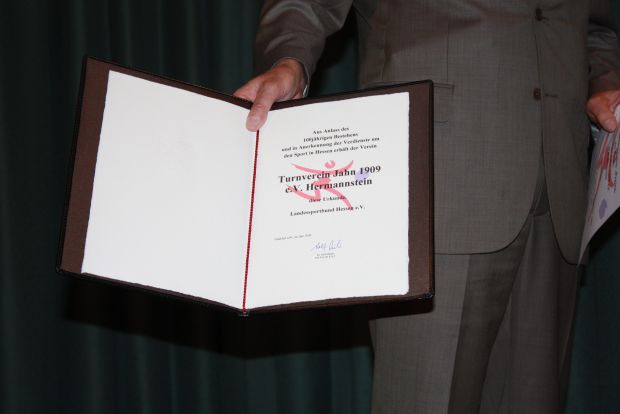 Aus Anlass des
100jährigen Bestehens
und in Anerkennung der Verdienste um
den Sport in Hessen erhält der Verein
Turnverein Jahn 1909
e.V. Hermannstein
diese Urkunde
Landessportbund Hessen e.V.